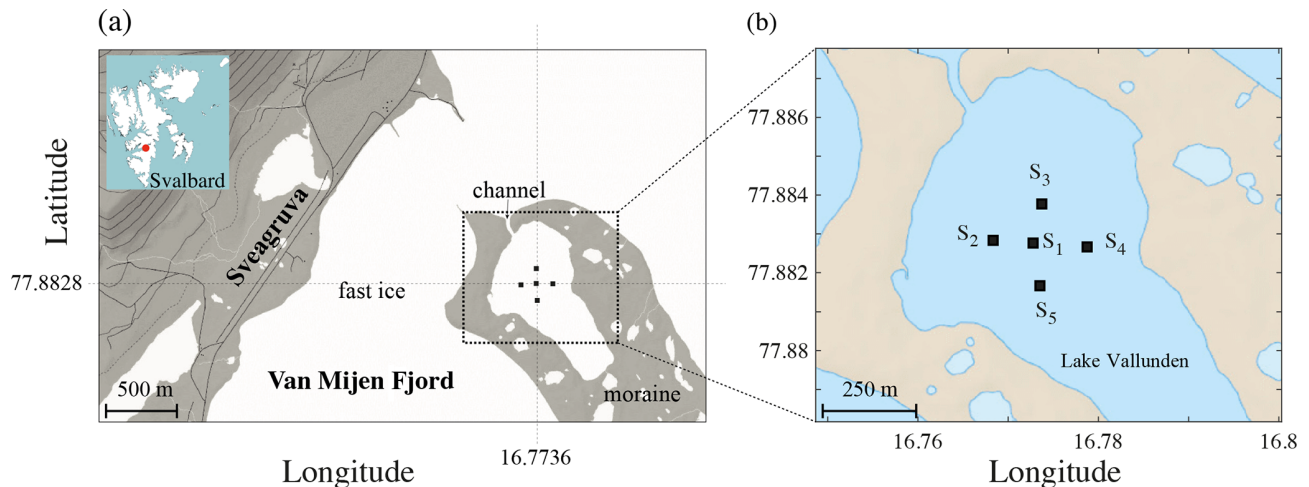 (a)
Latitude
77.8828
Svalbard
Sveagruva
channel
fast ice
Van Mijen Fjord
moraine
500 m
16.7736
Longitude
(b)
77.886
77.884
77.882
77.88
S3
S2
S1
S4
S5
Lake Vallunden
250 m
16.76
16.78
16.8
Longitude